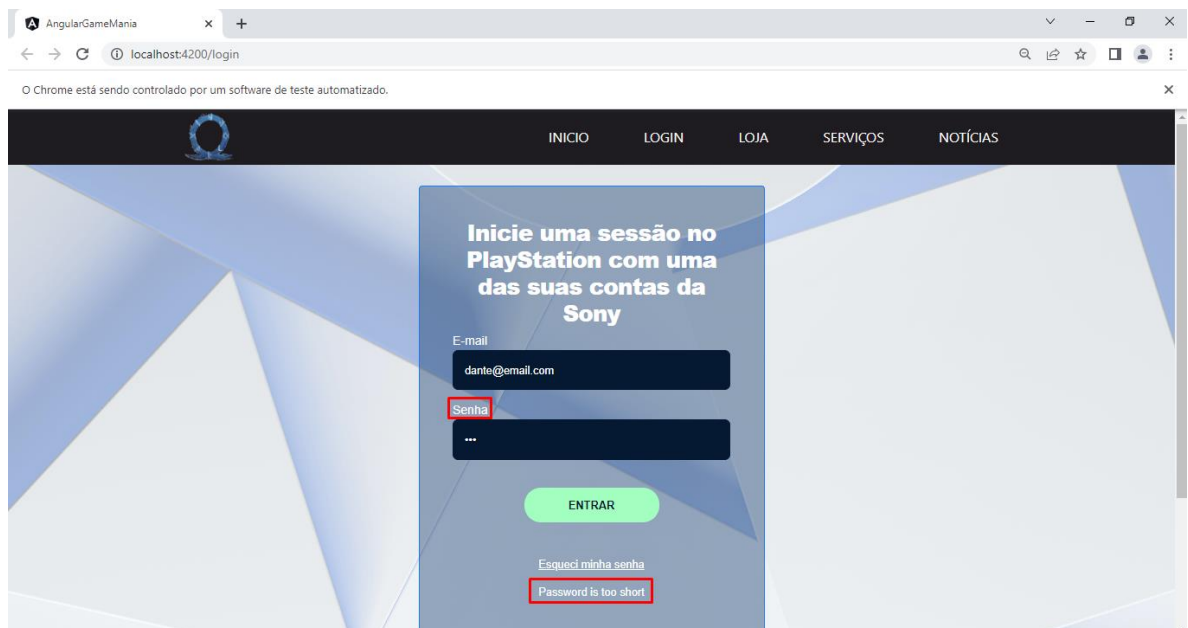 AngularGameMania
localhost:4200/login
O Chrome está sendo controlado por um software de teste automatizado.
INICIO LOGIN LOJA SERVIÇOS NOTÍCIAS
Inicie uma sessão no
PlayStation com uma
das suas contas da
Sony
E-mail
dante@email.com
Senha
•••
ENTRAR
Esqueci minha senha
Password is too short